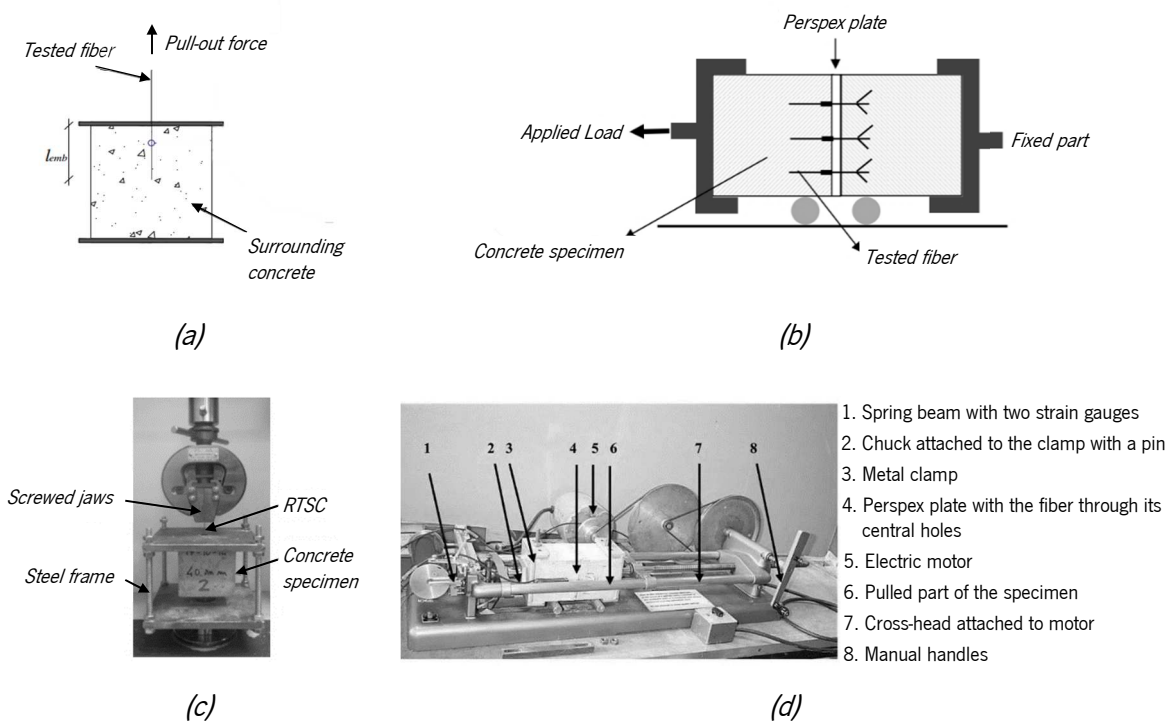 Perspex plate
Tested fiber
Pull-out force
Applied Load
Fixed part
lemb
Surrounding
concrete
Concrete specimen
Tested fiber
(a)
(b)
Screwed jaws
RTSC
Concrete
specimen
Steel frame
40 mm
2
1 2 3 4 5 6 7 8
1. Spring beam with two strain gauges
2. Chuck attached to the clamp with a pin
3. Metal clamp
4. Perspex plate with the fiber through its
central holes
5. Electric motor
6. Pulled part of the specimen
7. Cross-head attached to motor
8. Manual handles
(c)
(d)